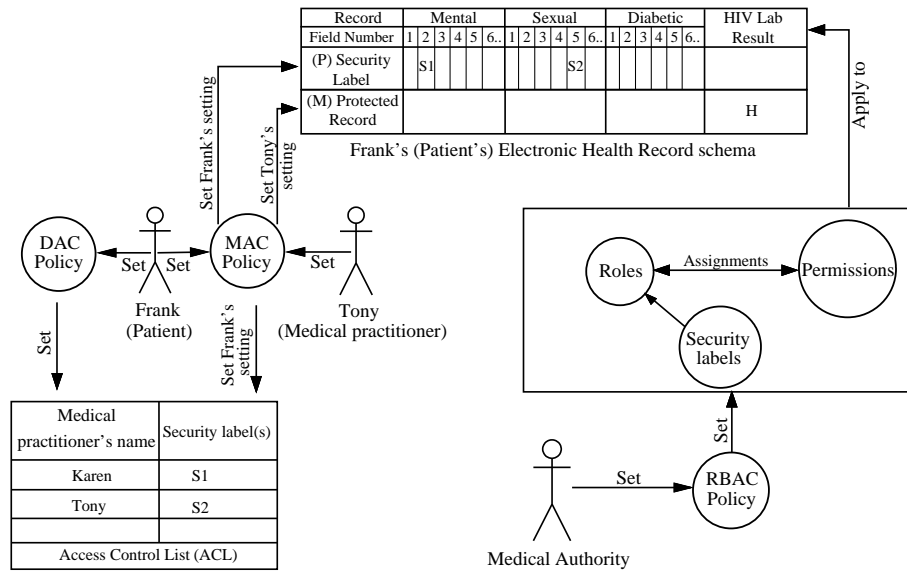 Record Mental Sexual Diabetic HIV Lab Result
Field Number 1 2 3 4 5 6.. 1 2 3 4 5 6.. 1 2 3 4 5 6..
(P) Security Label S1 S2
(M) Protected Record H
Frank's (Patient's) Electronic Health Record schema
Set Frank's setting
Set Tony's setting
Apply to
DAC Policy
Set
Set
MAC Policy
Set
Frank (Patient)
Tony (Medical practitioner)
Set
Set Frank's setting
Medical practitioner's name Security label(s)
Karen S1
Tony S2
Access Control List (ACL)
Roles
Assignments
Permissions
Security labels
Set
Set
RBAC Policy
Medical Authority